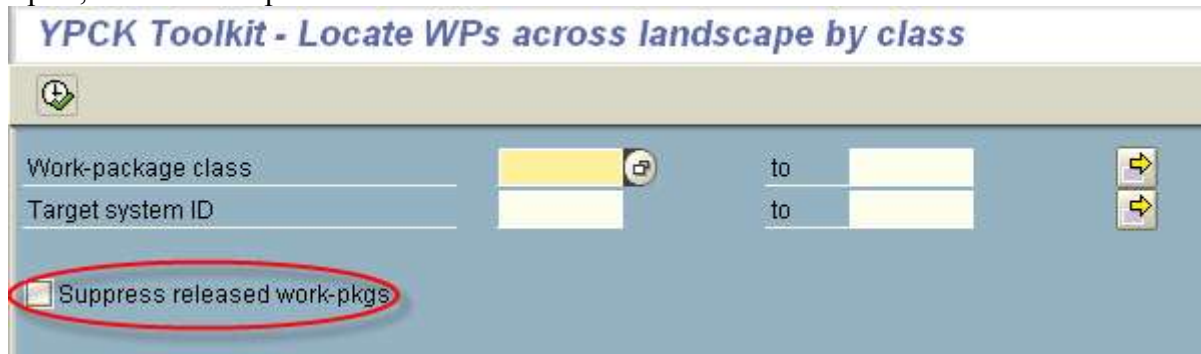 YPCK Toolkit - Locate WPs across landscape by class
Work-package class to
Target system ID to
Suppress released work-pkgs